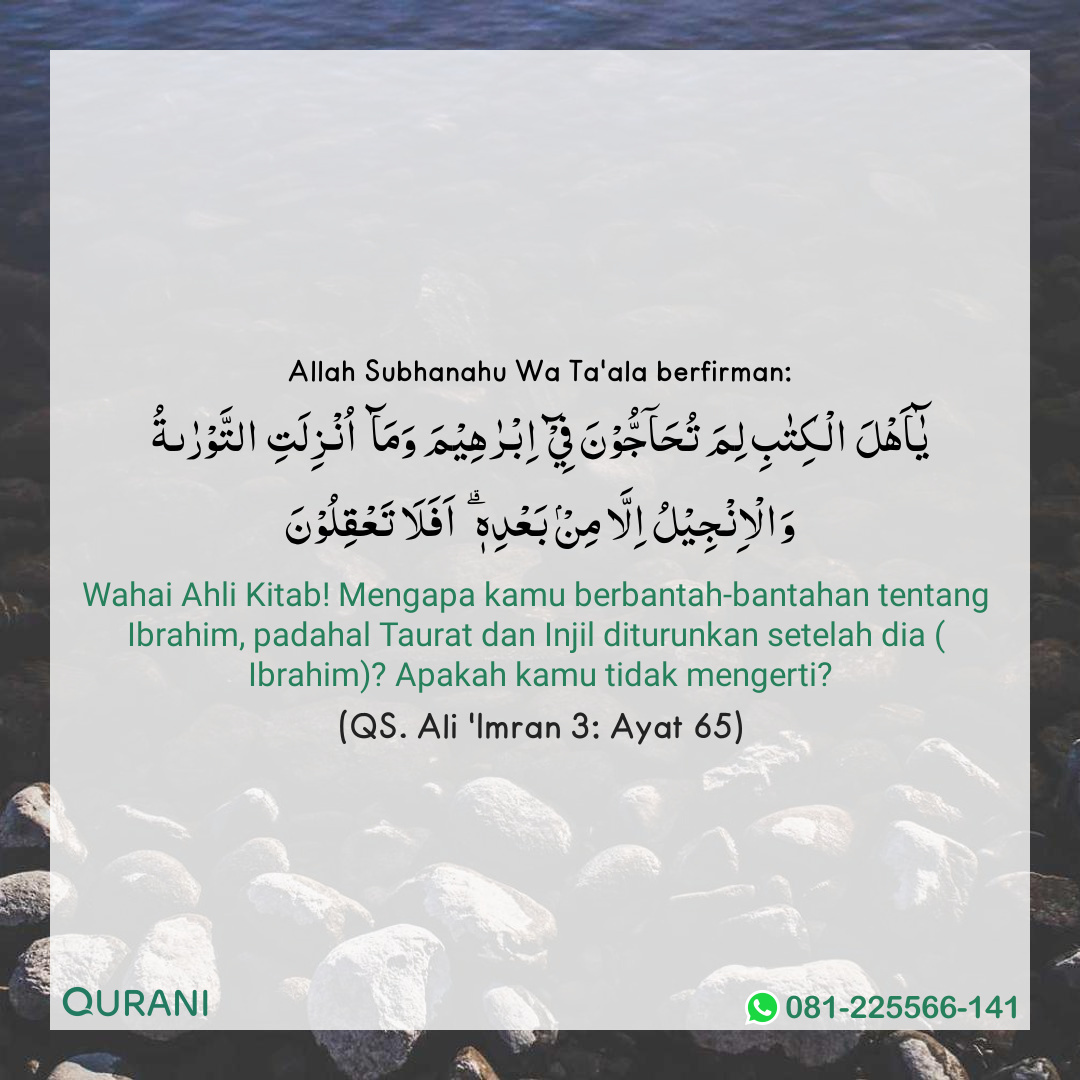 Allah Subhanahu Wa Ta'ala berfirman:
يٰٓاَهْلَ الْكِتٰبِ لِمَ تُحَآجُّوْنَ فِيْٓ اِبْرٰهِيْمَ وَمَآ اُنْزِلَتِ التَّوْرٰٮةُ
وَالْاِنْجِيْلُ اِلَّا مِنْۢ بَعْدِهٖ ۗ اَفَلَا تَعْقِلُوْنَ
Wahai Ahli Kitab! Mengapa kamu berbantah-bantahan tentang
Ibrahim, padahal Taurat dan Injil diturunkan setelah dia (
Ibrahim)? Apakah kamu tidak mengerti?
(QS. Ali 'Imran 3: Ayat 65)
QURANI
081-225566-141